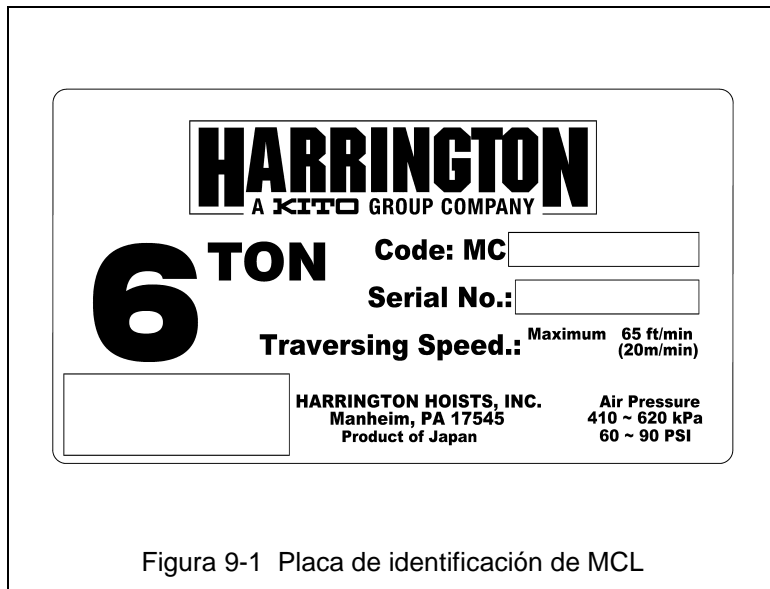 HARRINGTON
A KITO GROUP COMPANY
6 TON
Code: MC
Serial No.:
Traversing Speed.: Maximum 65 ft/min
(20m/min)
HARRINGTON HOISTS, INC.
Manheim, PA 17545
Product of Japan
Air Pressure
410 ~ 620 kPa
60 ~ 90 PSI
Figura 9-1 Placa de identificación de MCL